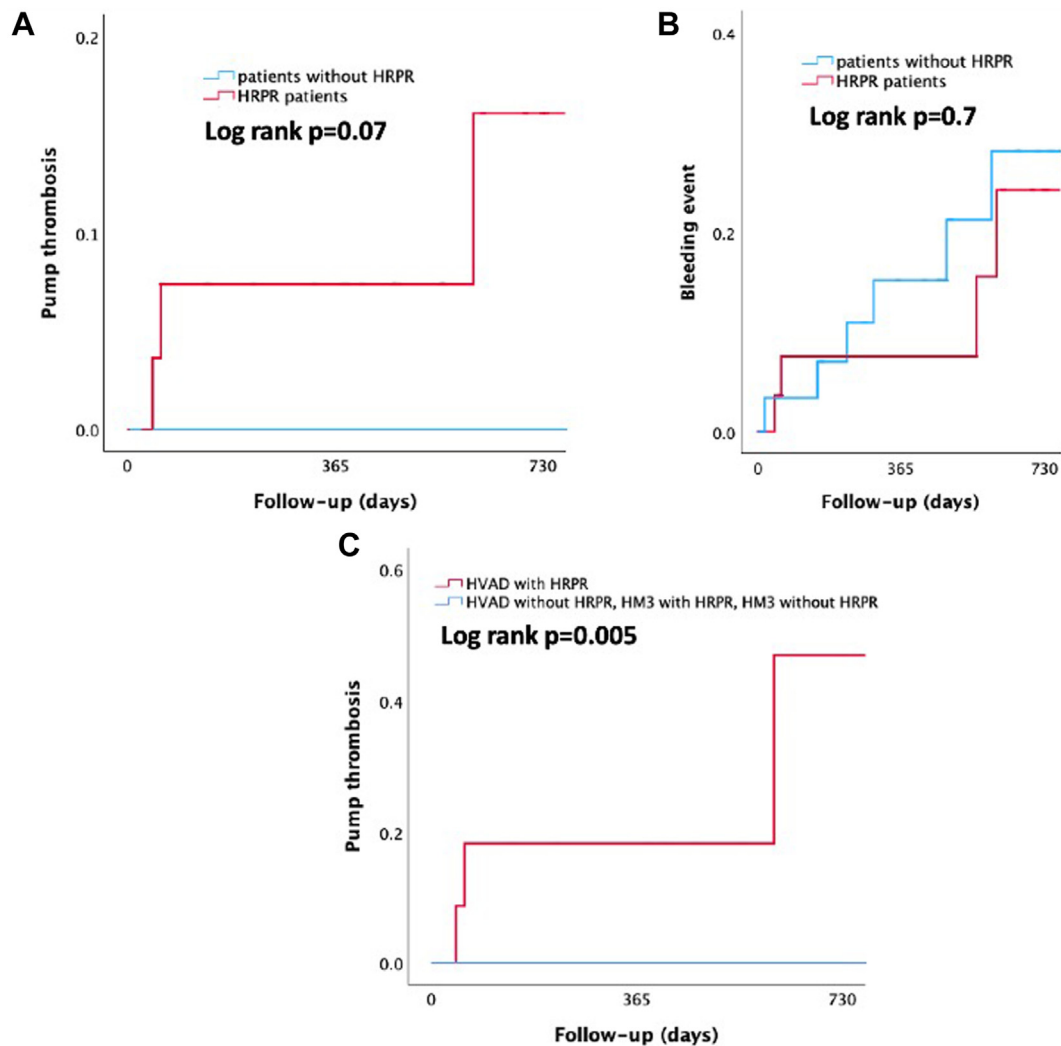 A
0.2
patients without HRPR
HRPR patients
Log rank p=0.07
Pump thrombosis
0.1
0.0
0
365
730
Follow-up (days)
B
0.4
patients without HRPR
HRPR patients
Log rank p=0.7
Bleeding event
0.2
0.0
0
365
730
Follow-up (days)
C
0.6
HVAD with HRPR
HVAD without HRPR, HM3 with HRPR, HM3 without HRPR
Log rank p=0.005
Pump thrombosis
0.4
0.2
0.0
0
365
730
Follow-up (days)